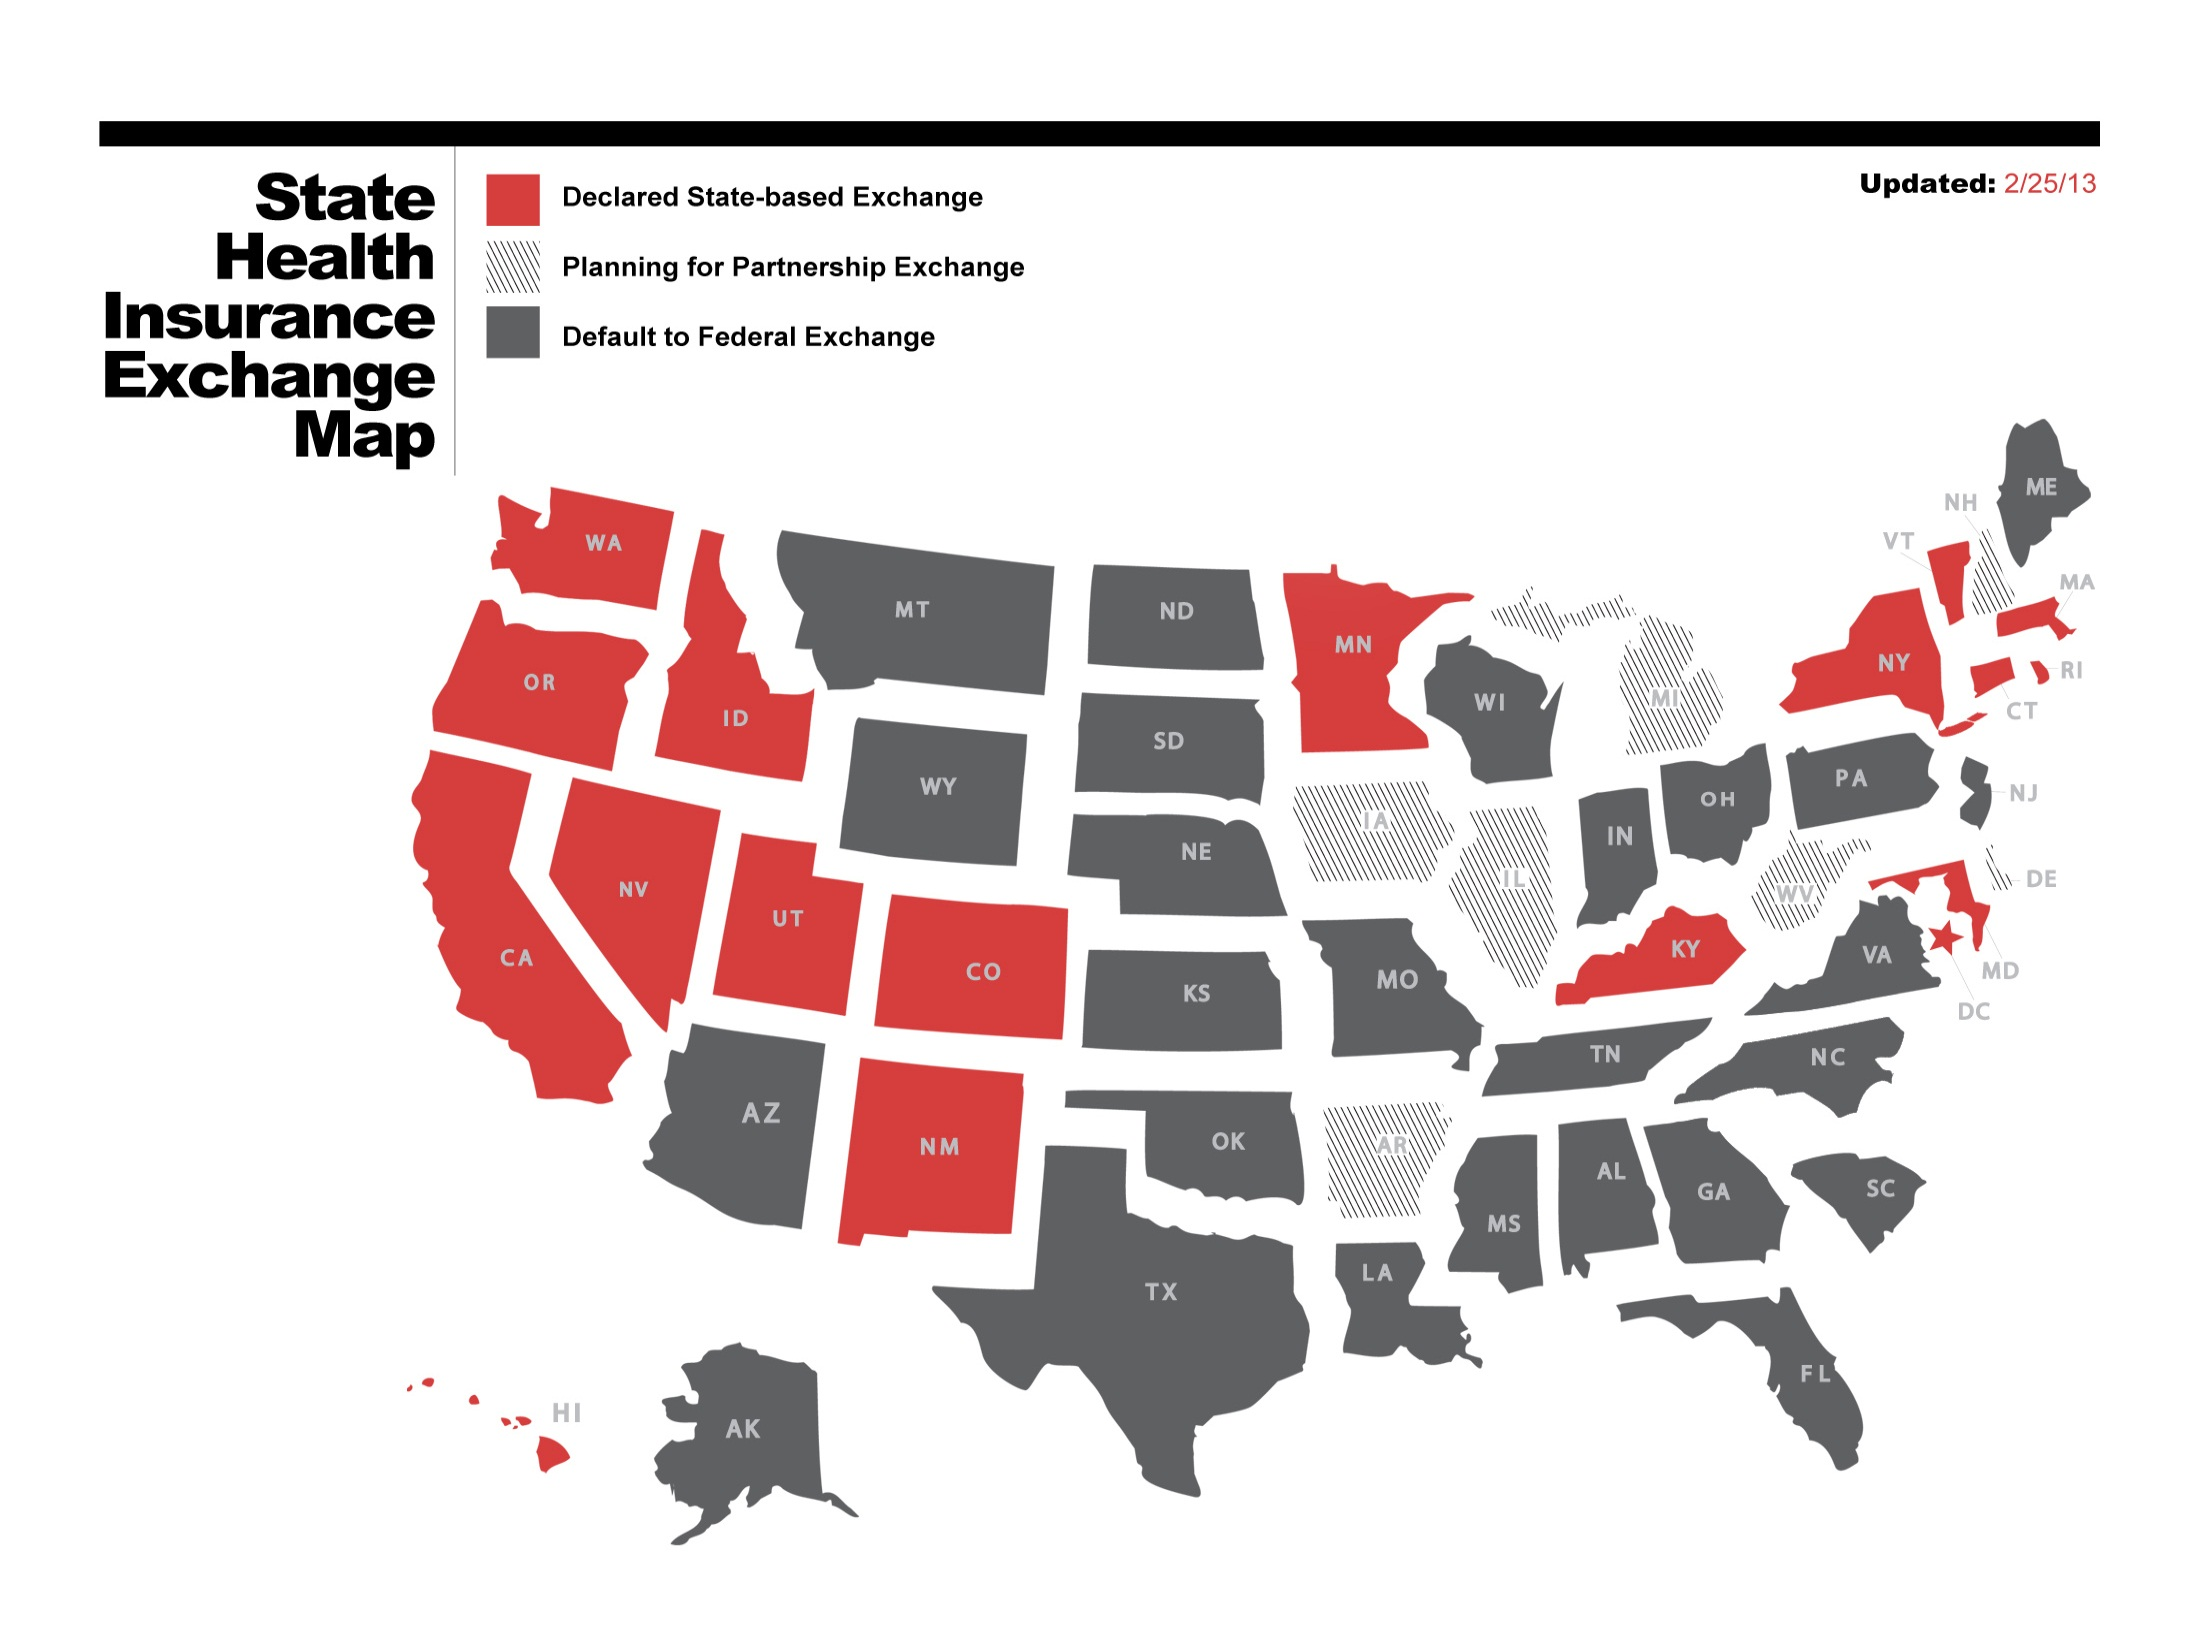 State
Health
Insurance
Exchange
Map
Declared State-based Exchange
Planning for Partnership Exchange
Default to Federal Exchange
Updated: 2/25/13
ME
NH
VT
WA
MA
MT
ND
MN
NY
RI
OR
MI
WI
CT
ID
SD
PA
WY
NJ
OH
IA
IN
NE
IL
DE
NV
WV
UT
KY
VA
CA
MD
CO
MO
KS
DC
TN
NC
AZ
OK
AR
NM
AL
SC
GA
MS
LA
TX
FL
HI
AK